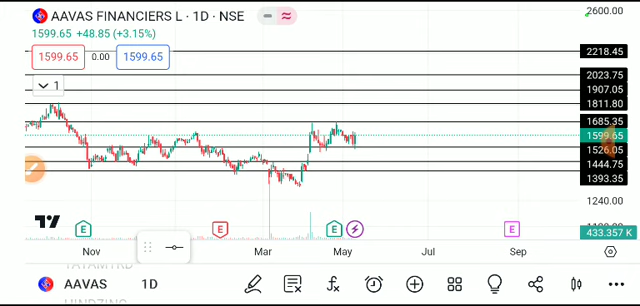 AAVAS FINANCIERS L · 1D · NSE
1599.65 +48.85 (+3.15%)
1599.65 0.00 1599.65
1
2600.00
2218.45
2023.75
1907.05
1811.80
1685.35
1599.65
1526.05
1444.75
1393.35
1240.00
433.357 K
E E E E
Nov Mar May Jul Sep
AAVAS 1D